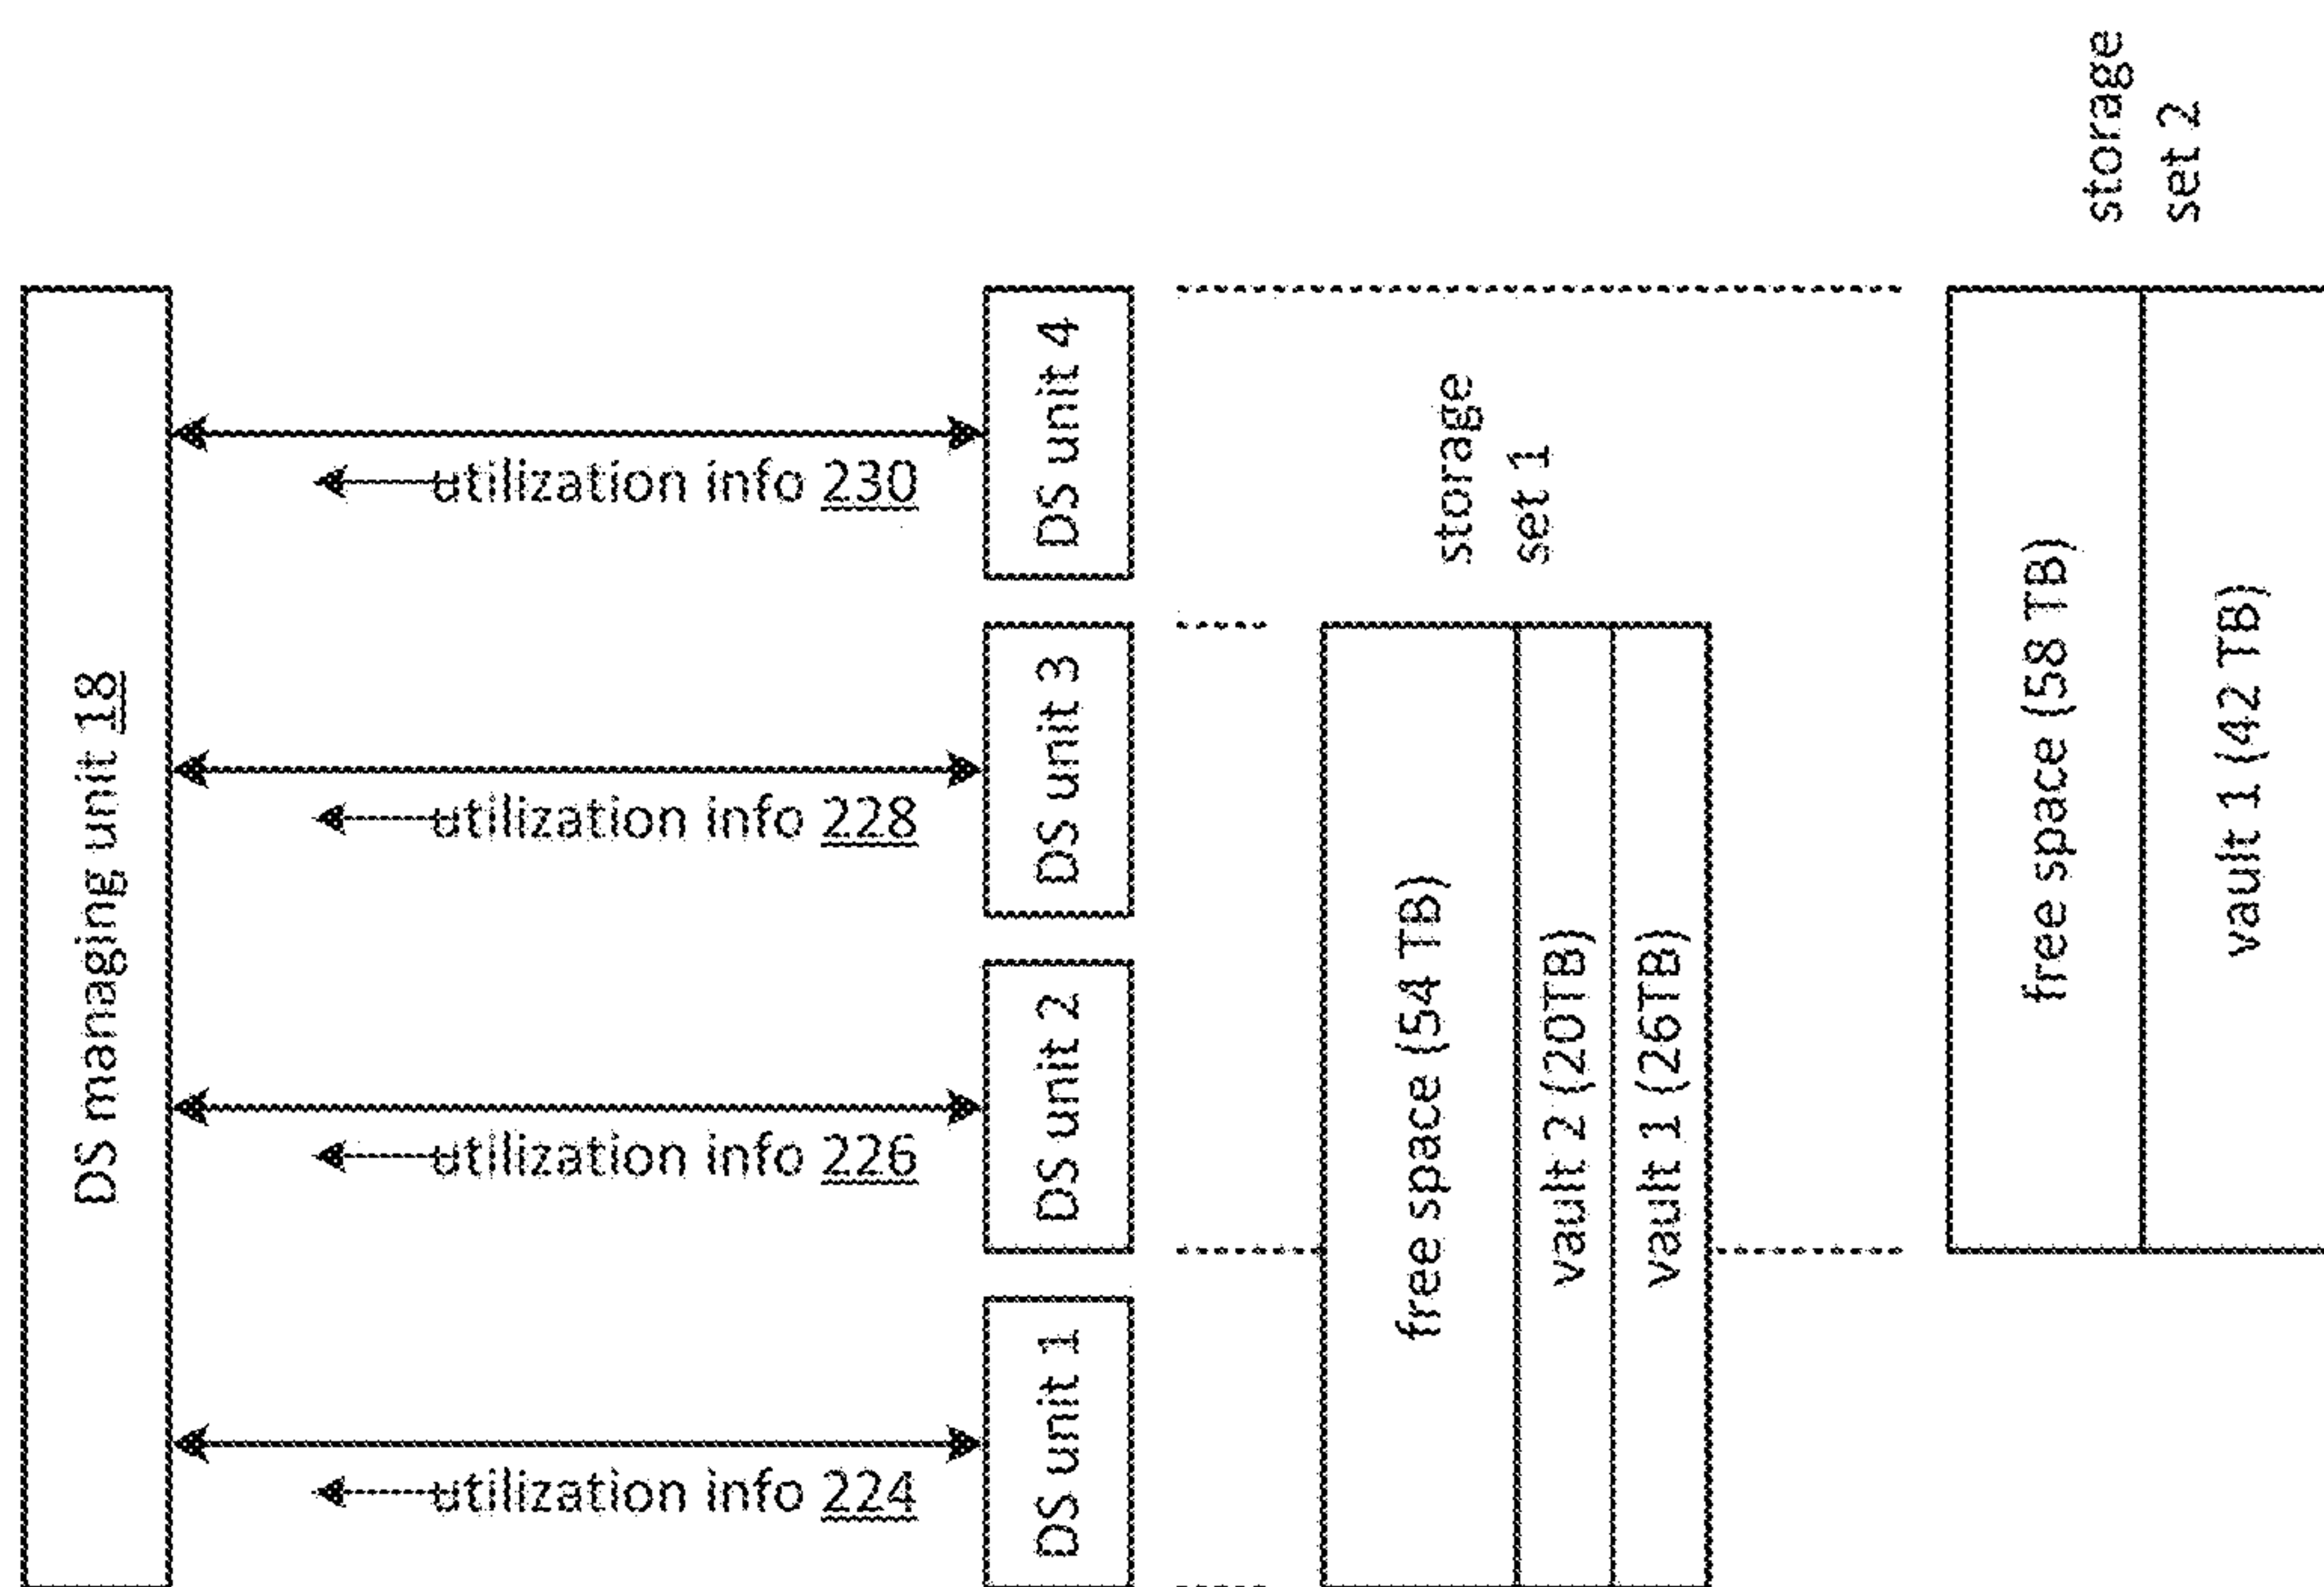 DS managing unit 18
utilization info 224
utilization info 226
utilization info 228
utilization info 230
DS unit 1
DS unit 2
DS unit 3
DS unit 4
storage
set 1
free space (54 TB)
vault 2 (20TB)
vault 1 (26TB)
storage
set 2
free space (58 TB)
vault 1 (42 TB)